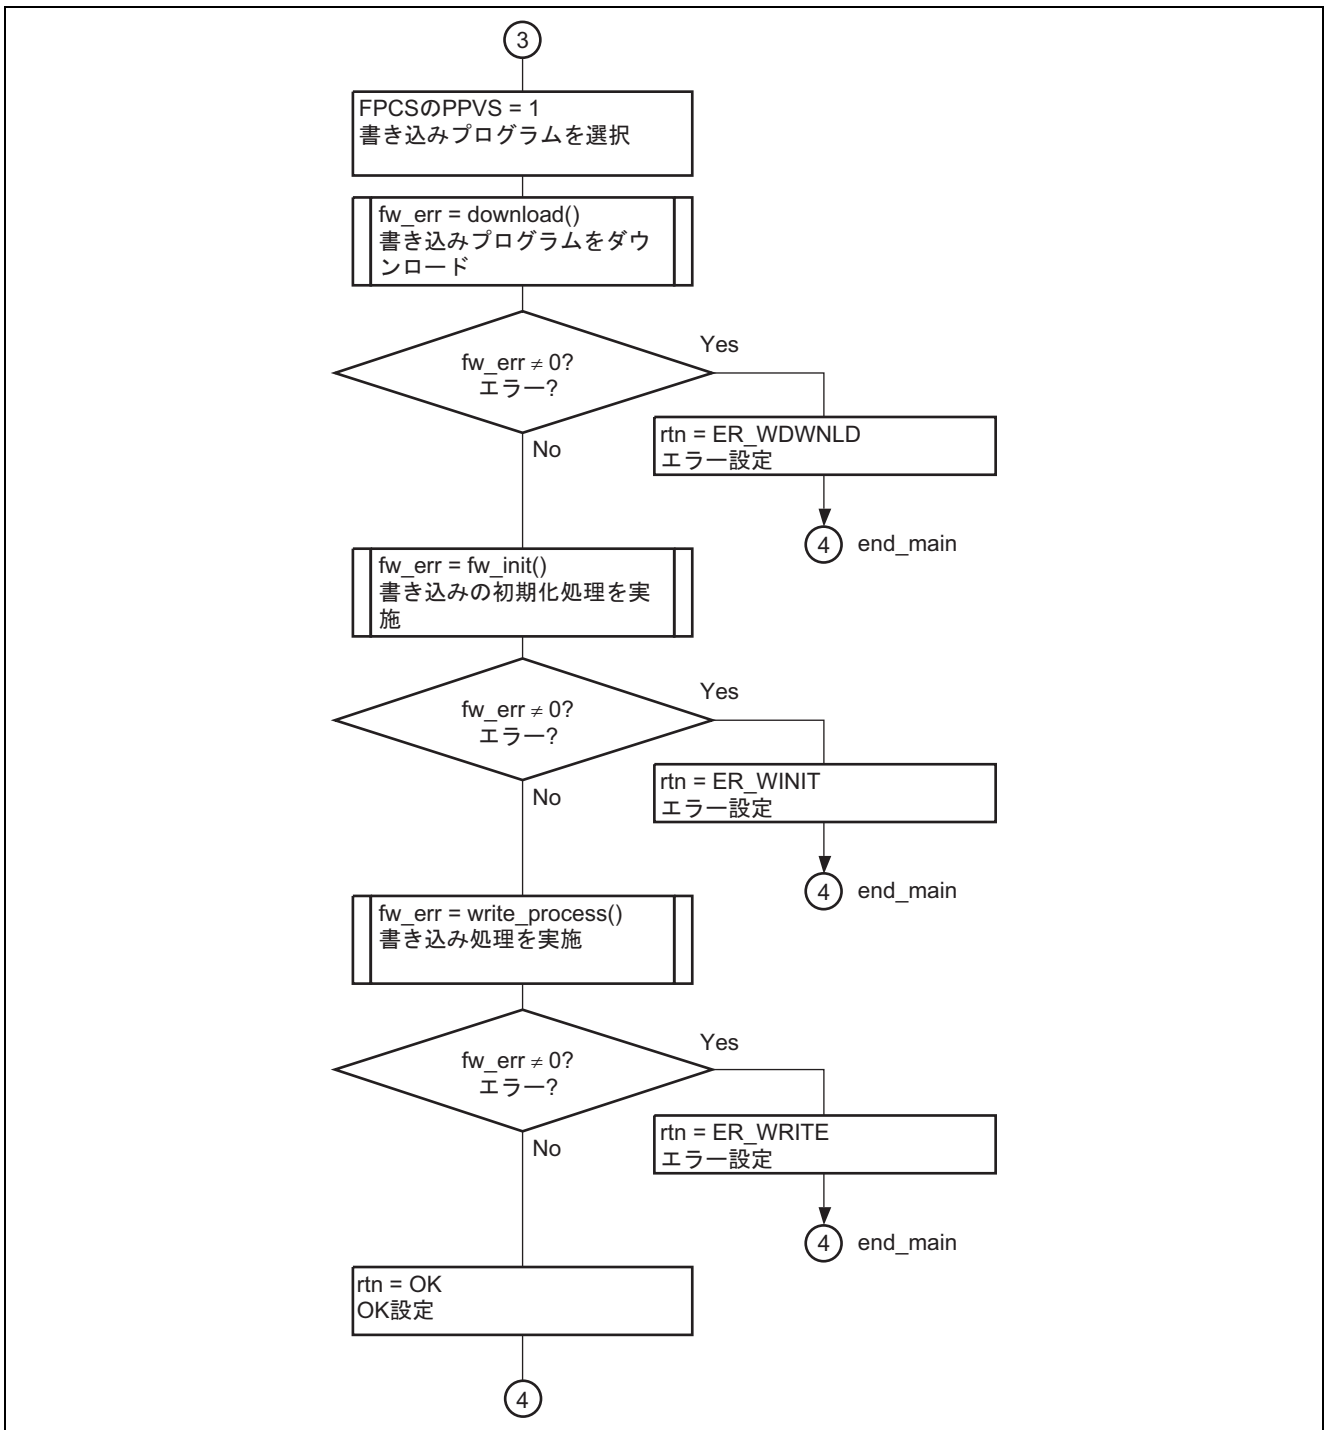 3
FPCSのPPVS = 1
書き込みプログラムを選択
fw_err = download()
書き込みプログラムをダウ
ンロード
fw_err ≠ 0?
エラー?
Yes
No
rtn = ER_WDWNLD
エラー設定
4 end_main
fw_err = fw_init()
書き込みの初期化処理を実
施
fw_err ≠ 0?
エラー?
Yes
No
rtn = ER_WINIT
エラー設定
4 end_main
fw_err = write_process()
書き込み処理を実施
fw_err ≠ 0?
エラー?
Yes
No
rtn = ER_WRITE
エラー設定
4 end_main
rtn = OK
OK設定
4